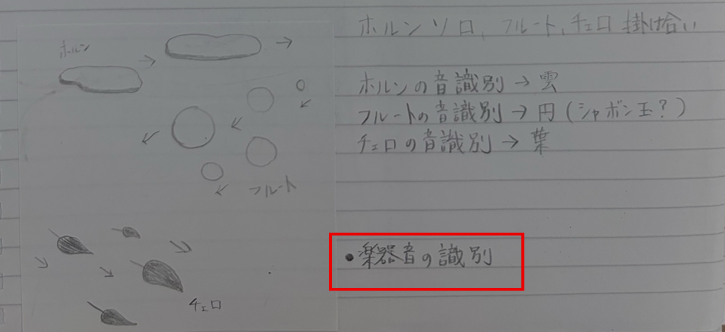 ホルン
フルート
チェロ
ホルンソロ、フルート、チェロ掛け合い
ホルンの音識別→雲
フルートの音識別→円(シャボン玉?)
チェロの音識別→葉
•楽器音の識別